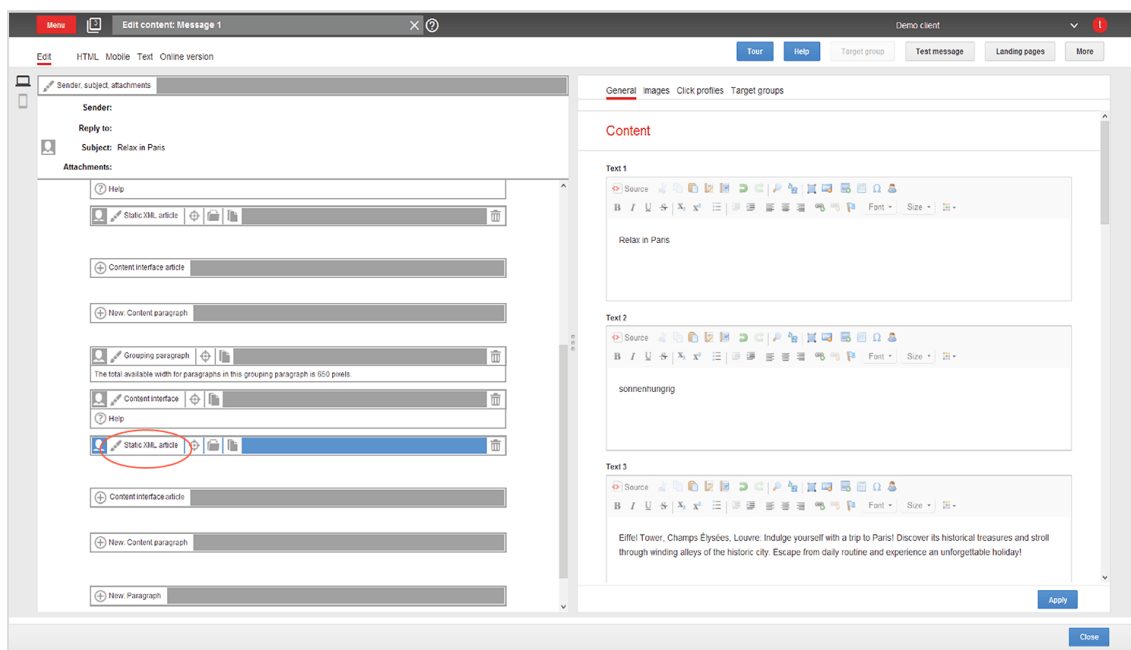 Menu
3
Edit content: Message 1
Demo client
L
Edit HTML Mobile Text Online version
Tour Help Target group Test message Landing pages More
Sender, subject, attachments
Sender:
Reply to:
Subject: Relax in Paris
Attachments:
Help
Static XML article
Content interface article
New: Content paragraph
Grouping paragraph
The total available width for paragraphs in this grouping paragraph is 650 pixels.
Content interface
Help
Static XML article
Content interface article
New: Content paragraph
New: Paragraph
General Images Click profiles Target groups
Content
Text 1
Source
B I U S X₂ X² Font Size
Relax in Paris
Text 2
Source
B I U S X₂ X² Font Size
sonnenhungrig
Text 3
Source
B I U S X₂ X² Font Size
Eiffel Tower, Champs Élysées, Louvre: Indulge yourself with a trip to Paris! Discover its historical treasures and stroll
through winding alleys of the historic city. Escape from daily routine and experience an unforgettable holiday!
Apply
Close